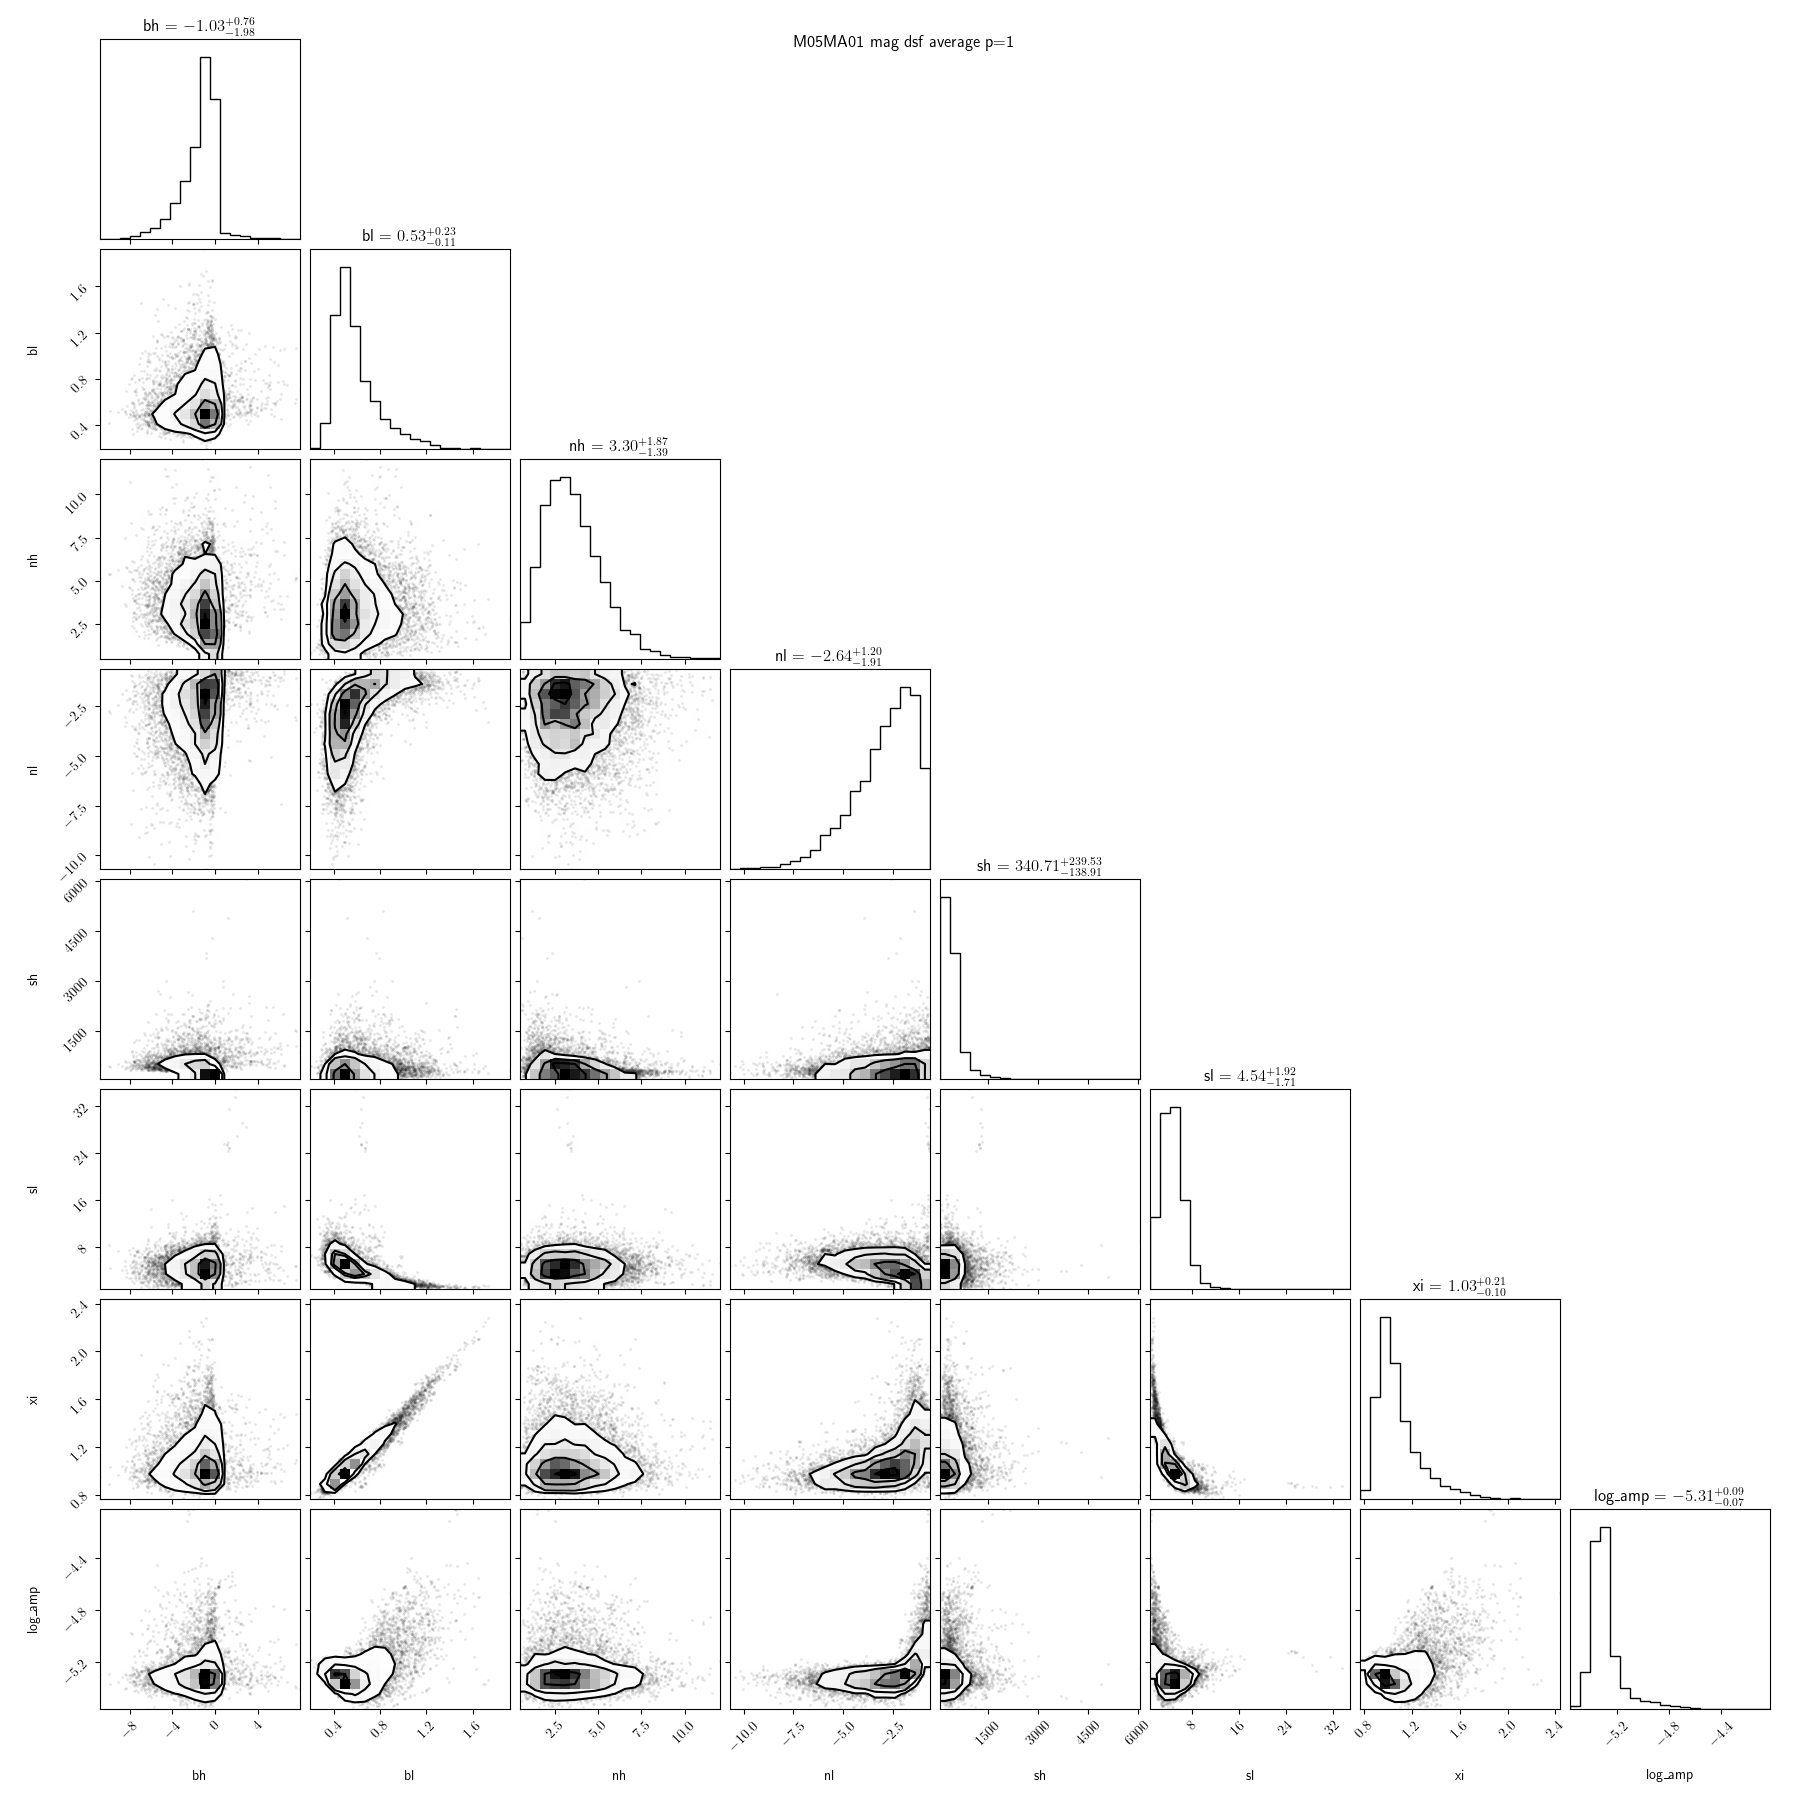 bh = −1.03+0.76 −1.98
M05MA01 mag dsf average p=1
bl = 0.53+0.23 −0.11
1.6
1.2
0.8
0.4
bl
nh = 3.30+1.87 −1.39
10.0
7.5
5.0
2.5
nh
nl = −2.64+1.20 −1.91
−2.5
−5.0
−7.5
−10.0
nl
sh = 340.71+239.53 −138.91
6000
4500
3000
1500
sh
sl = 4.54+1.92 −1.71
32
24
16
8
sl
xi = 1.03+0.21 −0.10
2.4
2.0
1.6
1.2
0.8
xi
log_amp = −5.31+0.09 −0.07
−4.4
−4.8
−5.2
log_amp
−8 −4 0 4 0.4 0.8 1.2 1.6 2.5 5.0 7.5 10.0 −10.0 −7.5 −5.0 −2.5 1500 3000 4500 6000 8 16 24 32 0.8 1.2 1.6 2.0 2.4 −5.2 −4.8 −4.4
bh bl nh nl sh sl xi log_amp